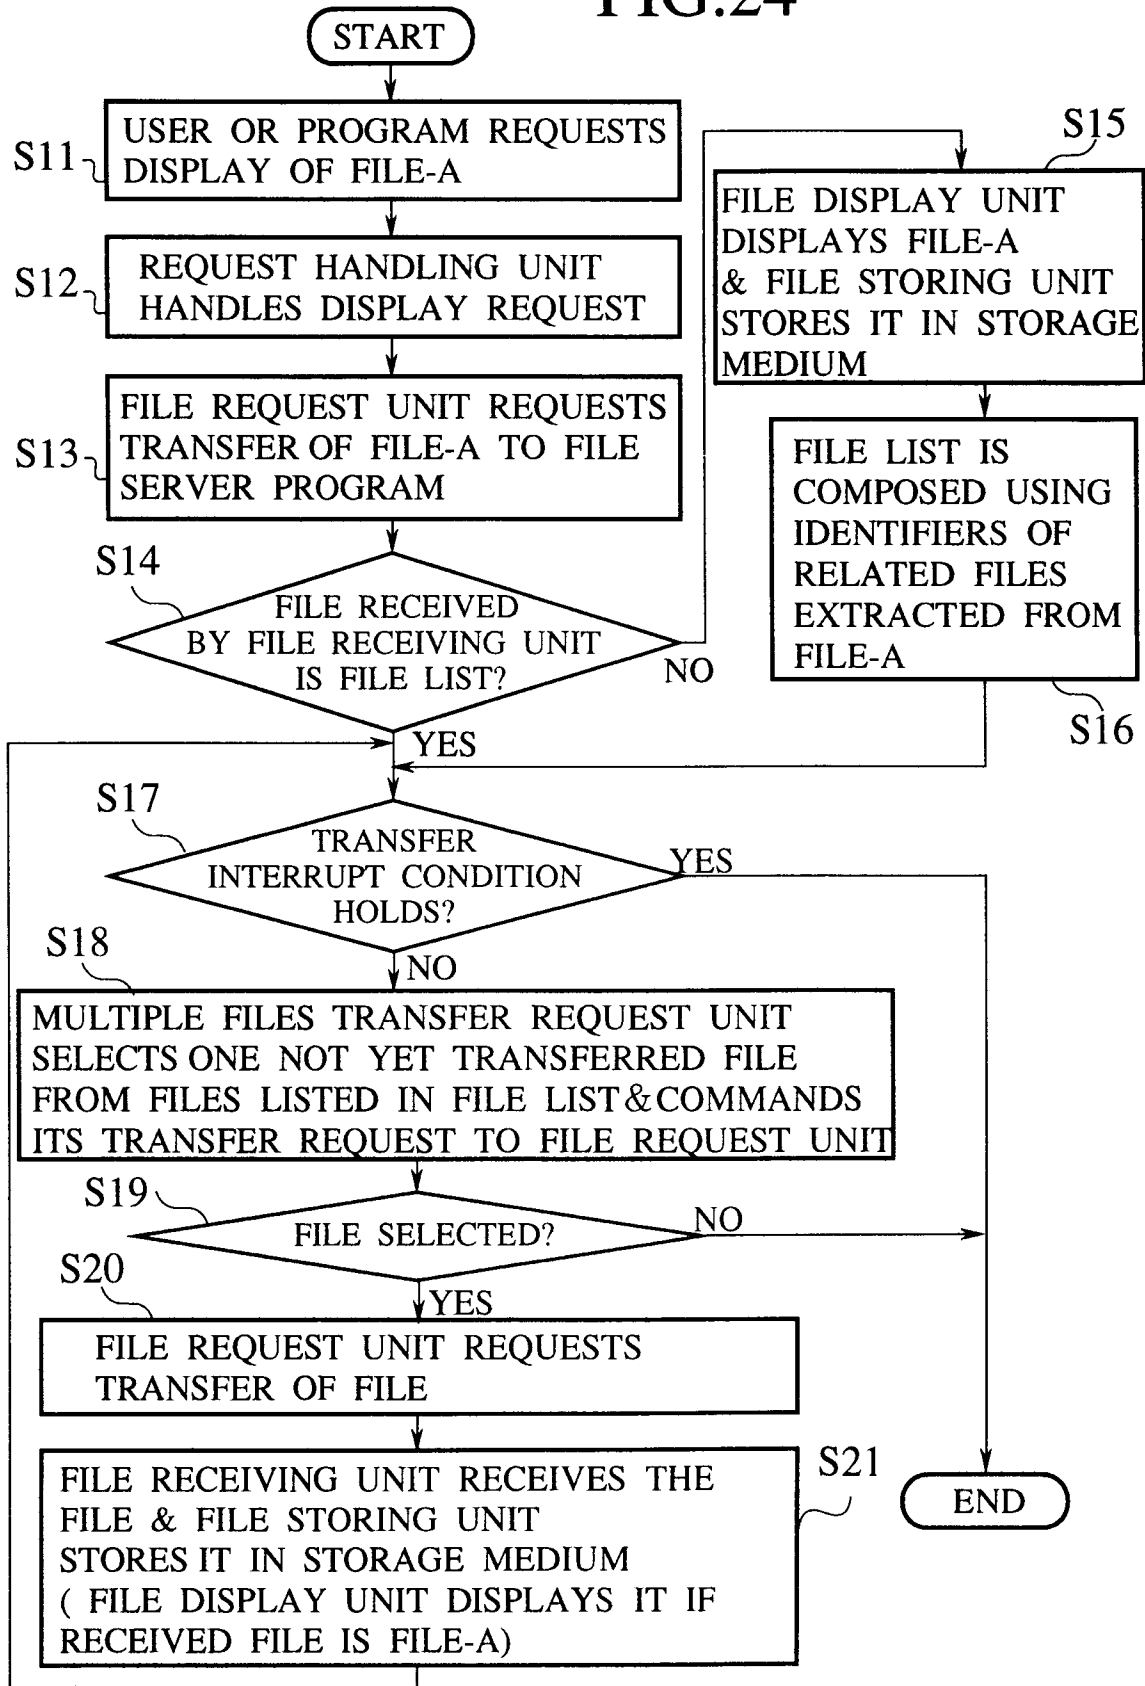 FIG.24
START
S11
USER OR PROGRAM REQUESTS
DISPLAY OF FILE-A
S12
REQUEST HANDLING UNIT
HANDLES DISPLAY REQUEST
S13
FILE REQUEST UNIT REQUESTS
TRANSFER OF FILE-A TO FILE
SERVER PROGRAM
S14
FILE RECEIVED
BY FILE RECEIVING UNIT
IS FILE LIST?
NO
YES
S15
FILE DISPLAY UNIT
DISPLAYS FILE-A
& FILE STORING UNIT
STORES IT IN STORAGE
MEDIUM
FILE LIST IS
COMPOSED USING
IDENTIFIERS OF
RELATED FILES
EXTRACTED FROM
FILE-A
S16
S17
TRANSFER
INTERRUPT CONDITION
HOLDS?
YES
NO
S18
MULTIPLE FILES TRANSFER REQUEST UNIT
SELECTS ONE NOT YET TRANSFERRED FILE
FROM FILES LISTED IN FILE LIST & COMMANDS
ITS TRANSFER REQUEST TO FILE REQUEST UNIT
S19
FILE SELECTED?
NO
YES
S20
FILE REQUEST UNIT REQUESTS
TRANSFER OF FILE
S21
FILE RECEIVING UNIT RECEIVES THE
FILE & FILE STORING UNIT
STORES IT IN STORAGE MEDIUM
( FILE DISPLAY UNIT DISPLAYS IT IF
RECEIVED FILE IS FILE-A)
END